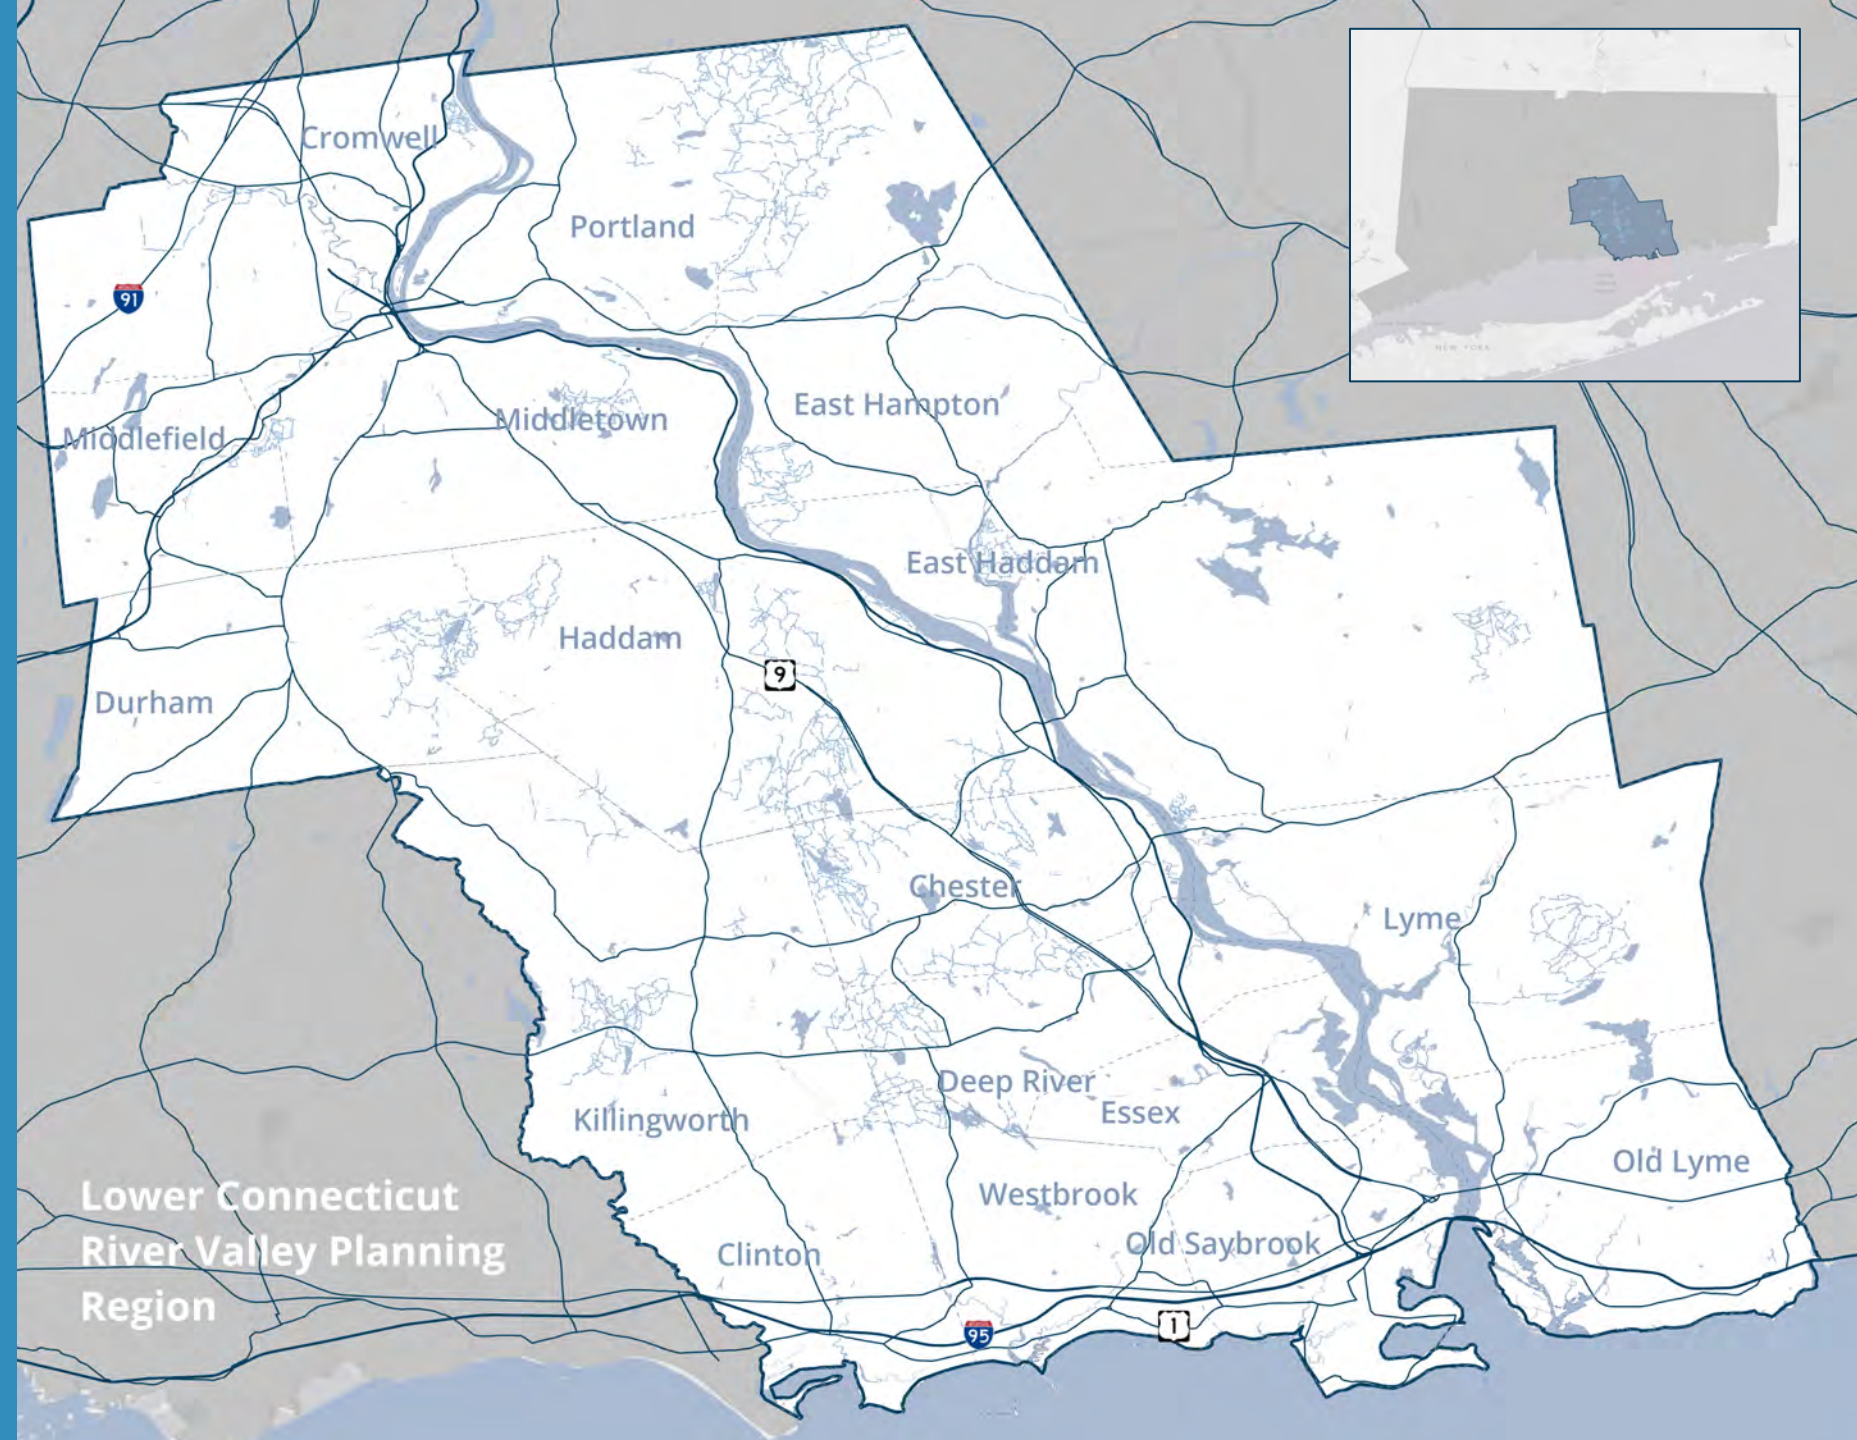 Cromwell
Portland
91
NEW YORK
East Hampton
Middletown
Middlefield
East Haddam
Haddam
9
Durham
Chester
Lyme
Deep River
Essex
Killingworth
Old Lyme
Westbrook
Lower Connecticut
River Valley Planning
Region
Old Saybrook
Clinton
1
95